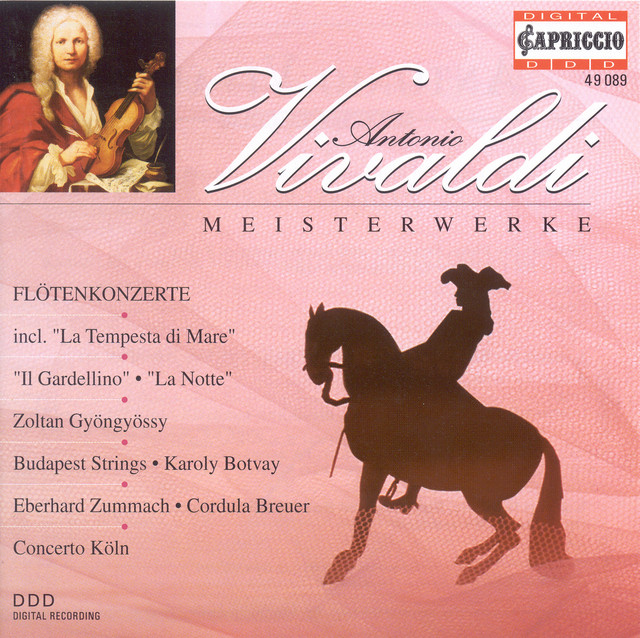 DIGITAL
CAPRICCIO
D D D
49 089
Antonio
Vivaldi
MEISTERWERKE
FLÖTENKONZERTE
incl. "La Tempesta di Mare"
"Il Gardellino" • "La Notte"
Zoltan Gyöngyössy
Budapest Strings • Karoly Botvay
Eberhard Zummach • Cordula Breuer
Concerto Köln
DDD
DIGITAL RECORDING